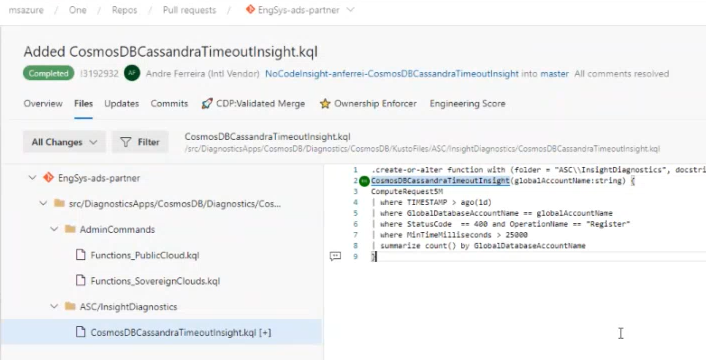 msazure / One / Repos / Pull requests / EngSys-ads-partner
Added CosmosDBCassandraTimeoutInsight.kql
Completed !3192932 AF Andre Ferreira (Intl Vendor) NoCodeInsight-anferrei-CosmosDBCassandraTimeoutInsight into master All comments resolved
Overview Files Updates Commits CDP:Validated Merge Ownership Enforcer Engineering Score
All Changes Filter
CosmosDBCassandraTimeoutInsight.kql
/src/DiagnosticsApps/CosmosDB/Diagnostics/CosmosDB/KustoFiles/ASC/InsightDiagnostics/CosmosDBCassandraTimeoutInsight.kql
EngSys-ads-partner
src/DiagnosticsApps/CosmosDB/Diagnostics/Cos...
AdminCommands
Functions_PublicCloud.kql
Functions_SovereignClouds.kql
ASC/InsightDiagnostics
CosmosDBCassandraTimeoutInsight.kql [+]
1 .create-or-alter function with (folder = "ASC\\InsightDiagnostics", docstri
2 CosmosDBCassandraTimeoutInsight(globalAccountName:string) {
3 ComputeRequest5M
4 | where TIMESTAMP > ago(1d)
5 | where GlobalDatabaseAccountName == globalAccountName
6 | where StatusCode == 400 and OperationName == "Register"
7 | where MinTimeMilliseconds > 25000
8 | summarize count() by GlobalDatabaseAccountName
9 }